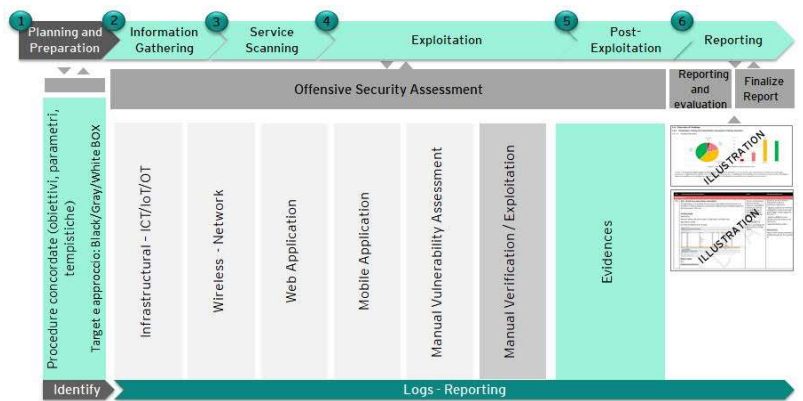 1
Planning and
Preparation
2
Information
Gathering
3
Service
Scanning
4
Exploitation
5
Post-
Exploitation
6
Reporting
Offensive Security Assessment
Reporting
and
evaluation
Finalize
Report
Procedure concordate (obiettivi, parametri,
tempistiche)
Target e approccio: Black/Gray/White BOX
Infrastructural - ICT/IoT/OT
Wireless - Network
Web Application
Mobile Application
Manual Vulnerability Assessment
Manual Verification / Exploitation
Evidences
ILLUSTRATION
ILLUSTRATION
Identify
Logs - Reporting